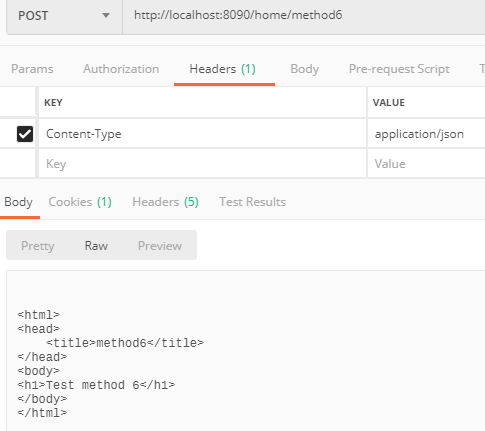 POST http://localhost:8090/home/method6
Params Authorization Headers (1) Body Pre-request Script T
KEY VALUE
Content-Type application/json
Key Value
Body Cookies (1) Headers (5) Test Results
Pretty Raw Preview
<html>
<head>
    <title>method6</title>
</head>
<body>
<h1>Test method 6</h1>
</body>
</html>